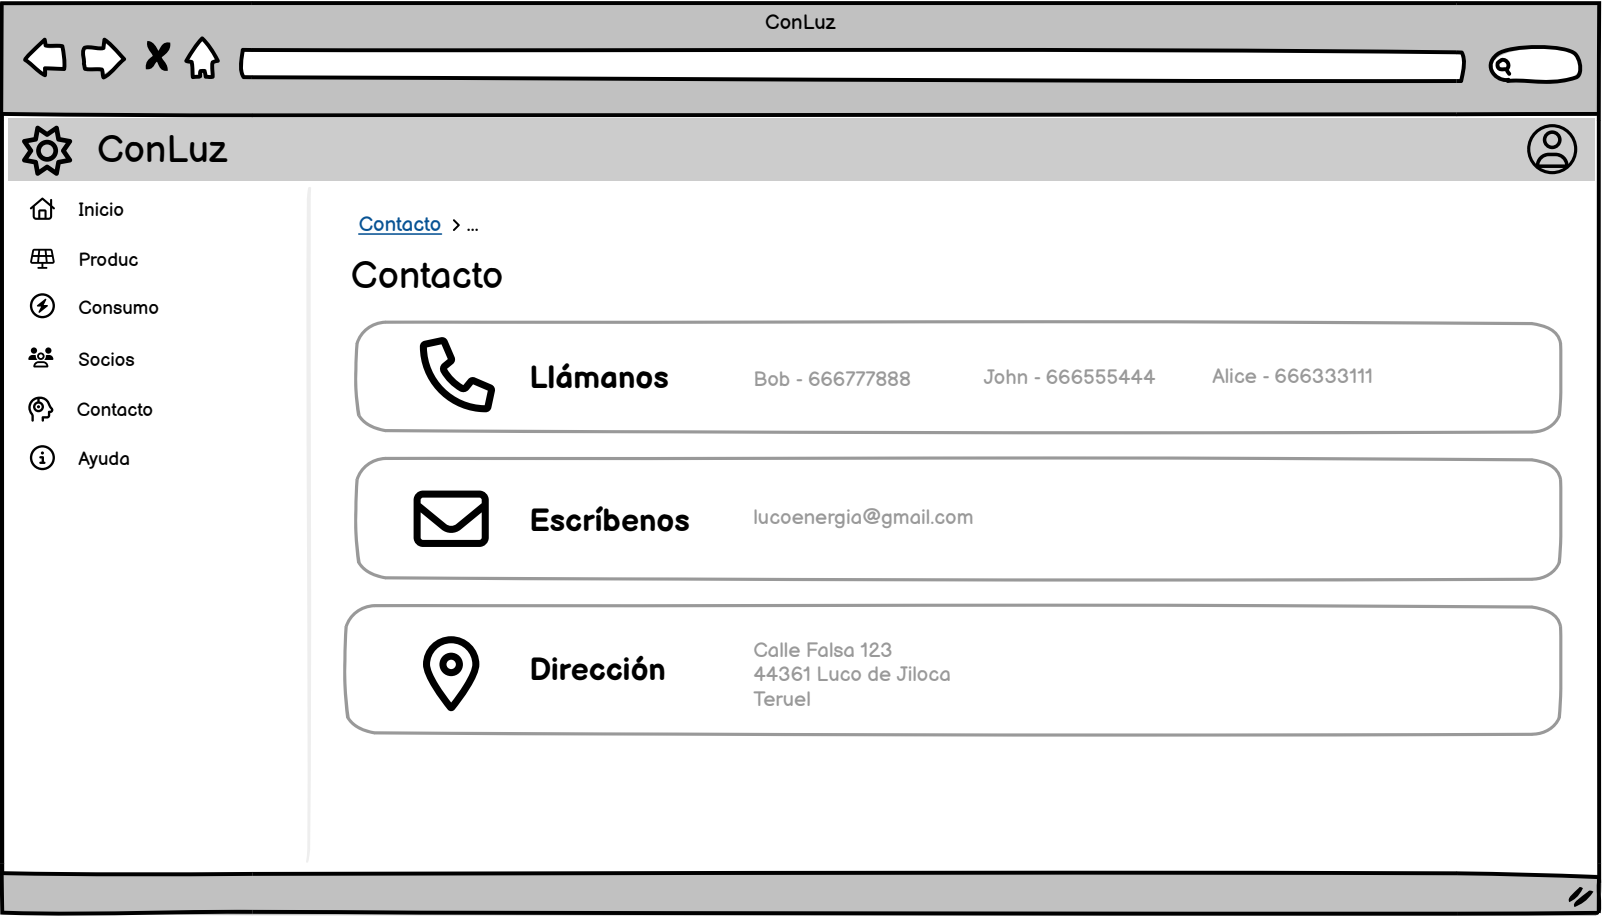 ConLuz
ConLuz
Inicio
Produc
Consumo
Socios
Contacto
Ayuda
Contacto > ...
Contacto
Llámanos Bob - 666777888 John - 666555444 Alice - 666333111
Escríbenos lucoenergia@gmail.com
Dirección
Calle Falsa 123
44361 Luco de Jiloca
Teruel